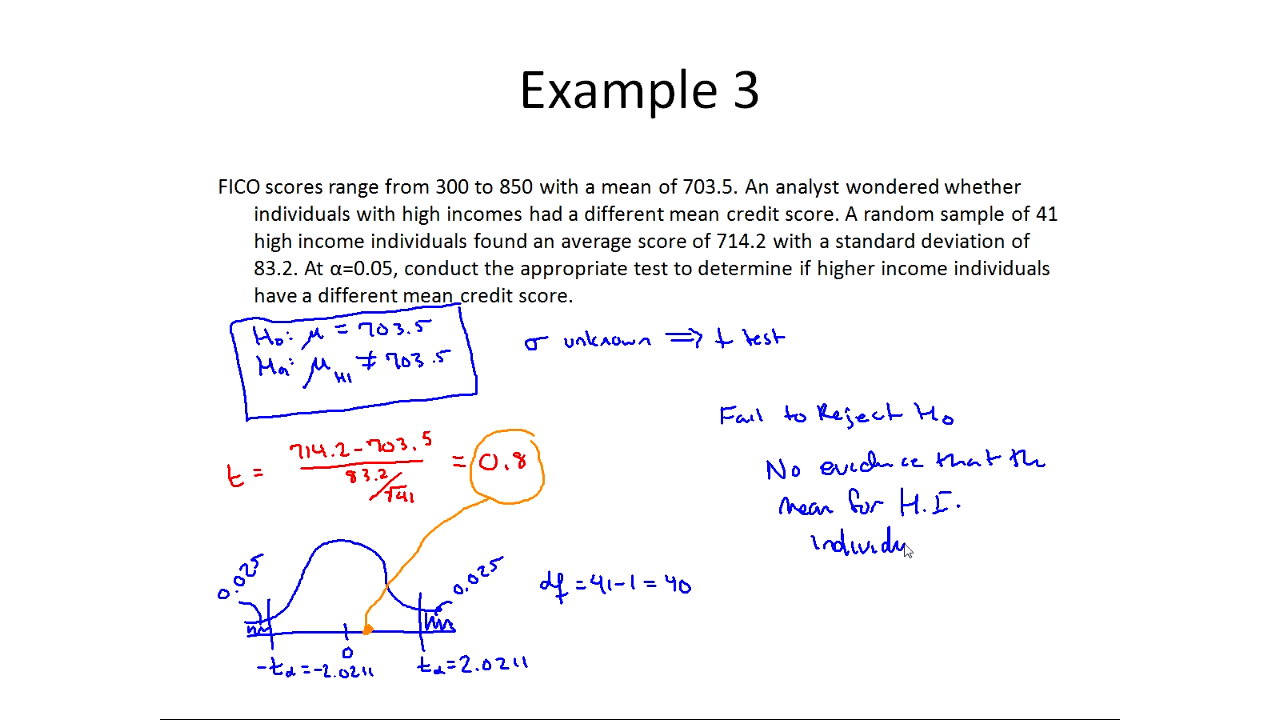 Example 3
FICO scores range from 300 to 850 with a mean of 703.5. An analyst wondered whether
individuals with high incomes had a different mean credit score. A random sample of 41
high income individuals found an average score of 714.2 with a standard deviation of
83.2. At α=0.05, conduct the appropriate test to determine if higher income individuals
have a different mean credit score.
H₀: μ = 703.5
Hₐ: μ_HI ≠ 703.5
σ unknown ⇒ t test
t = (714.2 - 703.5) / (83.2/√41) = 0.8
Fail to Reject H₀
No evidence that the
mean for H.I.
individu
0.025
0.025
df = 41-1 = 40
0
-tα = -2.0211
tα = 2.0211